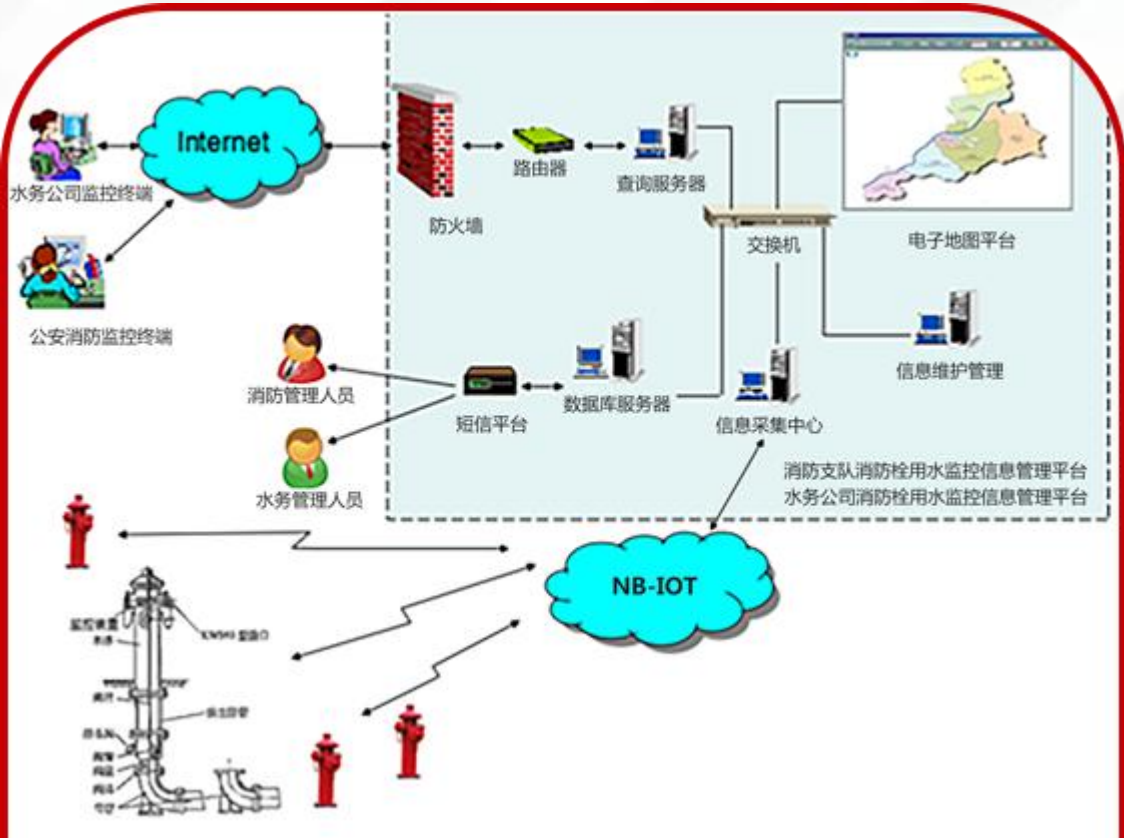 Internet
水务公司监控终端
公安消防监控终端
防火墙
路由器
查询服务器
交换机
电子地图平台
信息维护管理
消防管理人员
水务管理人员
短信平台
数据库服务器
信息采集中心
消防支队消防栓用水监控信息管理平台
水务公司消防栓用水监控信息管理平台
NB-IOT
监控装置